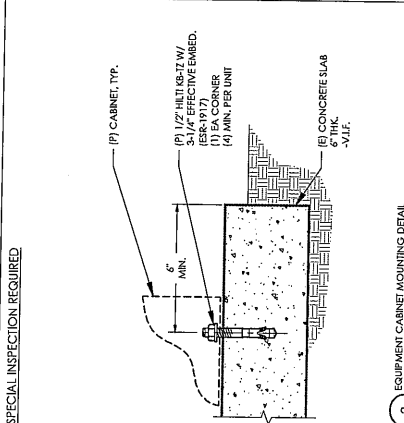 SPECIAL INSPECTION REQUIRED
(P) CABINET, TYP.
(P) 1/2' HILTI KB-TZ W/
3-1/4" EFFECTIVE EMBED.
(ESR-1917)
(1) EA CORNER
(4) MIN. PER UNIT
6"
MIN.
(E) CONCRETE SLAB
6" THK.
-V.I.F.
EQUIPMENT CABINET MOUNTING DETAIL